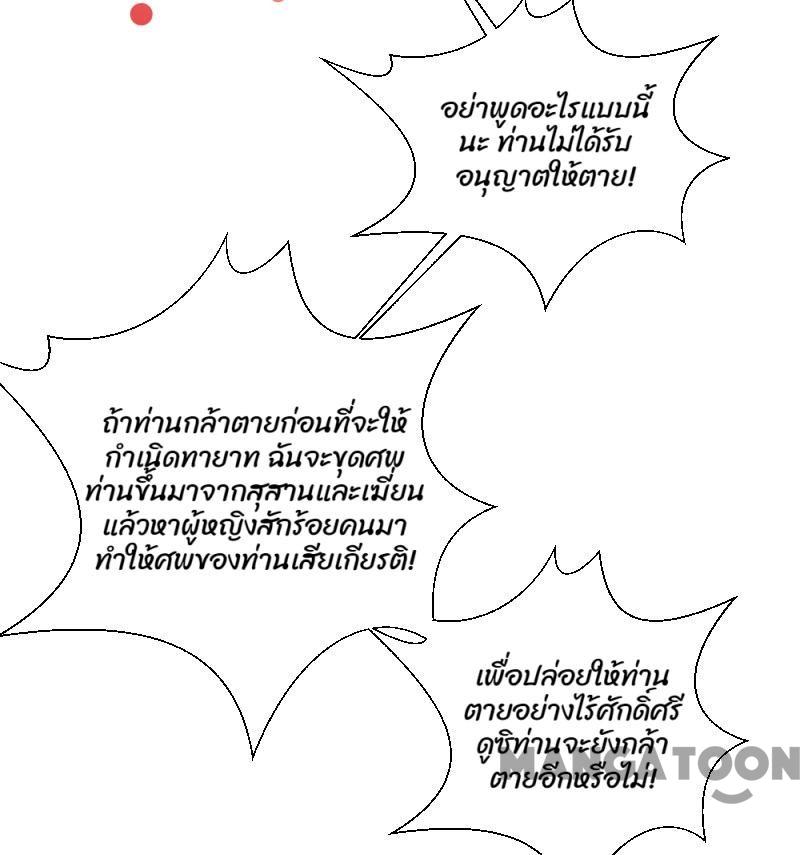 อย่าพูดอะไรแบบนี้
นะ ท่านไม่ได้รับ
อนุญาตให้ตาย!
ถ้าท่านกล้าตายก่อนที่จะให้
กำเนิดทายาท ฉันจะขุดศพ
ท่านขึ้นมาจากสุสานและเฆี่ยน
แล้วหาผู้หญิงสักร้อยคนมา
ทำให้ศพของท่านเสียเกียรติ!
เพื่อปล่อยให้ท่าน
ตายอย่างไร้ศักดิ์ศรี
ดูซิท่านจะยังกล้า
ตายอีกหรือไม่!
MANGATOON